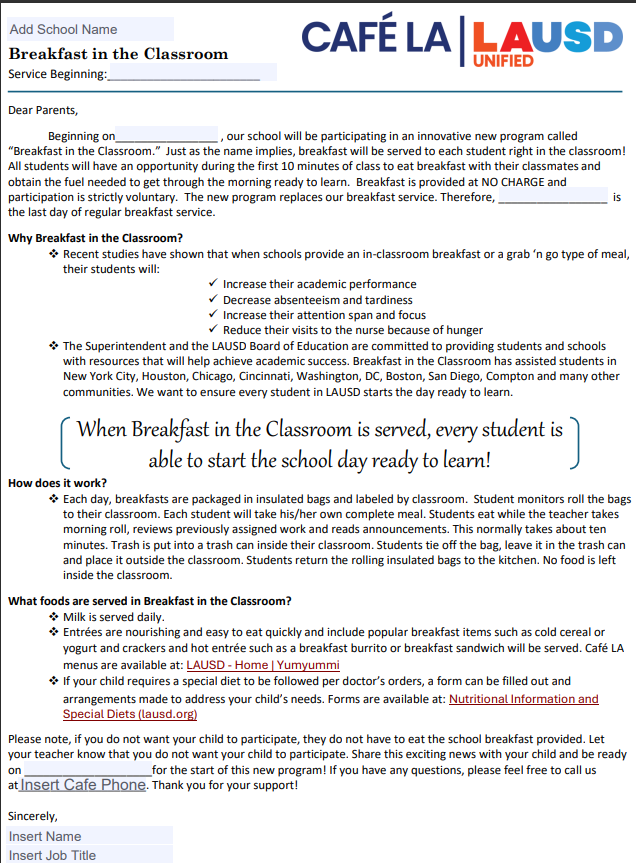 Add School Name
CAFÉ LA | LAUSD
UNIFIED
Breakfast in the Classroom
Service Beginning:____________________
Dear Parents,
Beginning on________________ , our school will be participating in an innovative new program called
“Breakfast in the Classroom.” Just as the name implies, breakfast will be served to each student right in the classroom!
All students will have an opportunity during the first 10 minutes of class to eat breakfast with their classmates and
obtain the fuel needed to get through the morning ready to learn. Breakfast is provided at NO CHARGE and
participation is strictly voluntary. The new program replaces our breakfast service. Therefore, _________________ is
the last day of regular breakfast service.
Why Breakfast in the Classroom?
❖ Recent studies have shown that when schools provide an in-classroom breakfast or a grab ‘n go type of meal,
their students will:
✓ Increase their academic performance
✓ Decrease absenteeism and tardiness
✓ Increase their attention span and focus
✓ Reduce their visits to the nurse because of hunger
❖ The Superintendent and the LAUSD Board of Education are committed to providing students and schools
with resources that will help achieve academic success. Breakfast in the Classroom has assisted students in
New York City, Houston, Chicago, Cincinnati, Washington, DC, Boston, San Diego, Compton and many other
communities. We want to ensure every student in LAUSD starts the day ready to learn.
When Breakfast in the Classroom is served, every student is
able to start the school day ready to learn!
How does it work?
❖ Each day, breakfasts are packaged in insulated bags and labeled by classroom. Student monitors roll the bags
to their classroom. Each student will take his/her own complete meal. Students eat while the teacher takes
morning roll, reviews previously assigned work and reads announcements. This normally takes about ten
minutes. Trash is put into a trash can inside their classroom. Students tie off the bag, leave it in the trash can
and place it outside the classroom. Students return the rolling insulated bags to the kitchen. No food is left
inside the classroom.
What foods are served in Breakfast in the Classroom?
❖ Milk is served daily.
❖ Entrées are nourishing and easy to eat quickly and include popular breakfast items such as cold cereal or
yogurt and crackers and hot entrée such as a breakfast burrito or breakfast sandwich will be served. Café LA
menus are available at: LAUSD - Home | Yumyummi
❖ If your child requires a special diet to be followed per doctor’s orders, a form can be filled out and
arrangements made to address your child’s needs. Forms are available at: Nutritional Information and
Special Diets (lausd.org)
Please note, if you do not want your child to participate, they do not have to eat the school breakfast provided. Let
your teacher know that you do not want your child to participate. Share this exciting news with your child and be ready
on ____________________for the start of this new program! If you have any questions, please feel free to call us
at Insert Cafe Phone. Thank you for your support!
Sincerely,
Insert Name
Insert Job Title